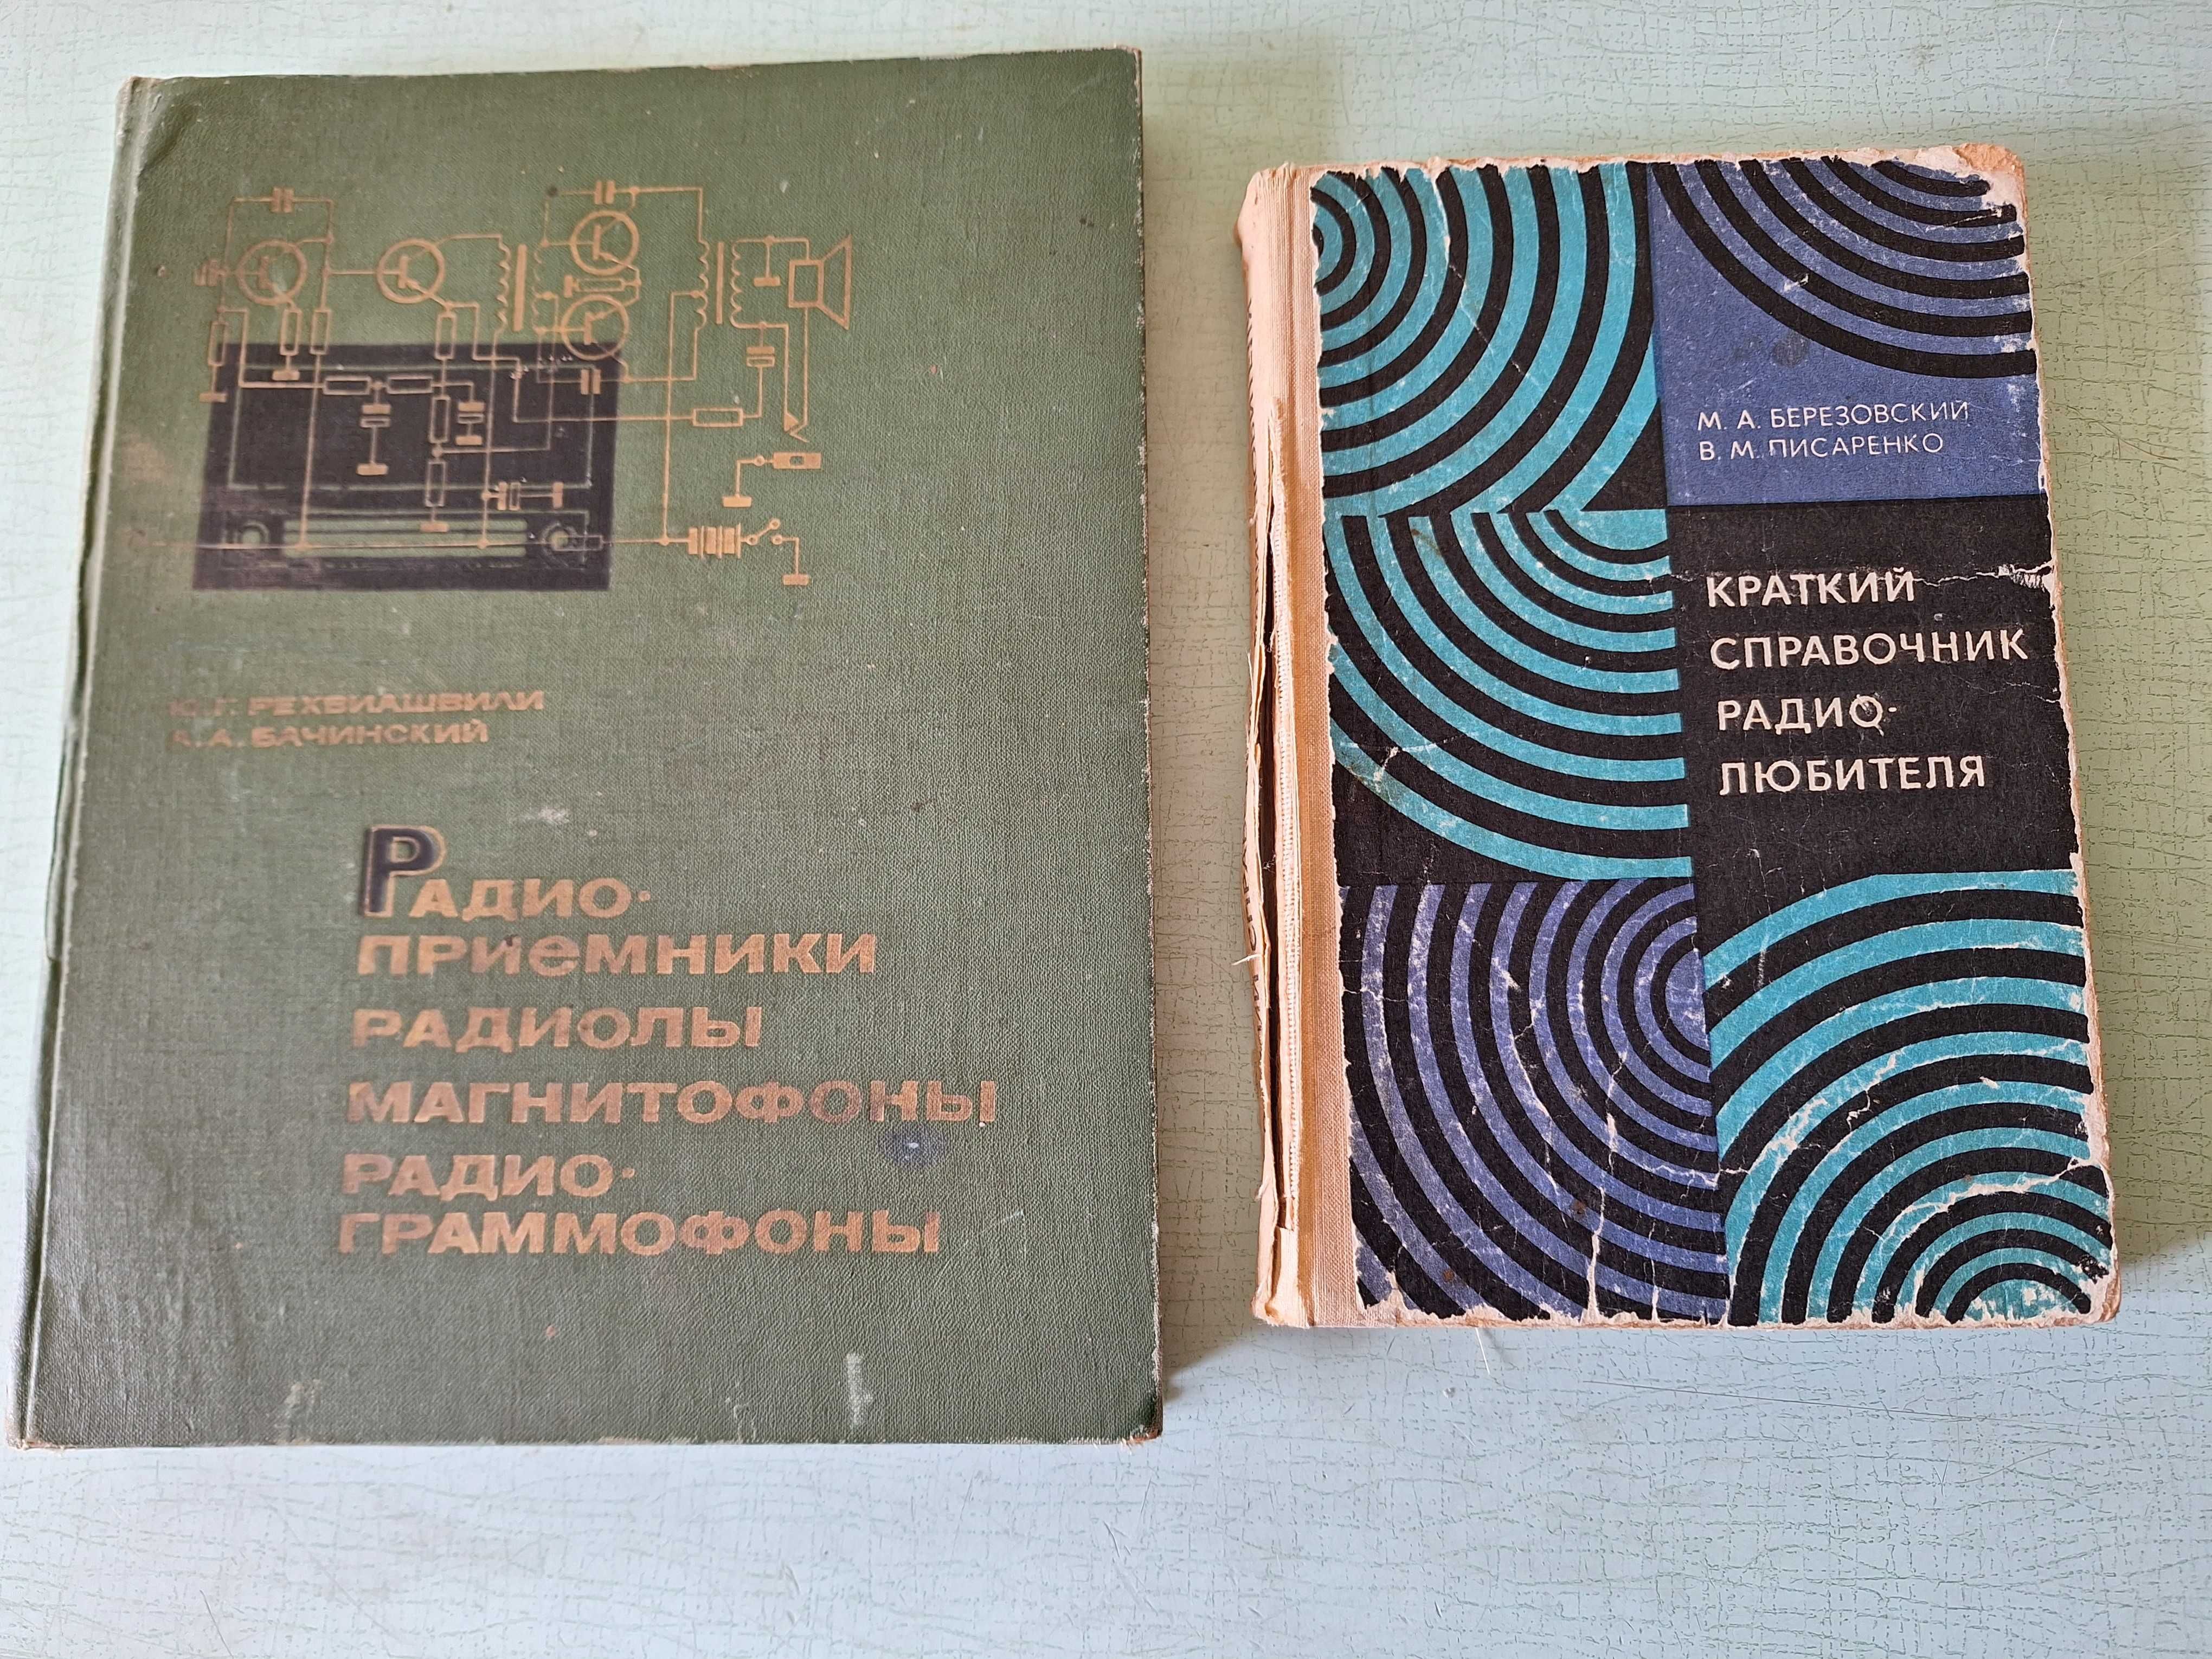 Ю. Г. РЕХВИАШВИЛИ
А. А. БАЧИНСКИЙ
РАДИО-
ПРИЕМНИКИ
РАДИОЛЫ
МАГНИТОФОНЫ
РАДИО-
ГРАММОФОНЫ
М. А. БЕРЕЗОВСКИЙ
В. М. ПИСАРЕНКО
КРАТКИЙ
СПРАВОЧНИК
РАДИО-
ЛЮБИТЕЛЯ